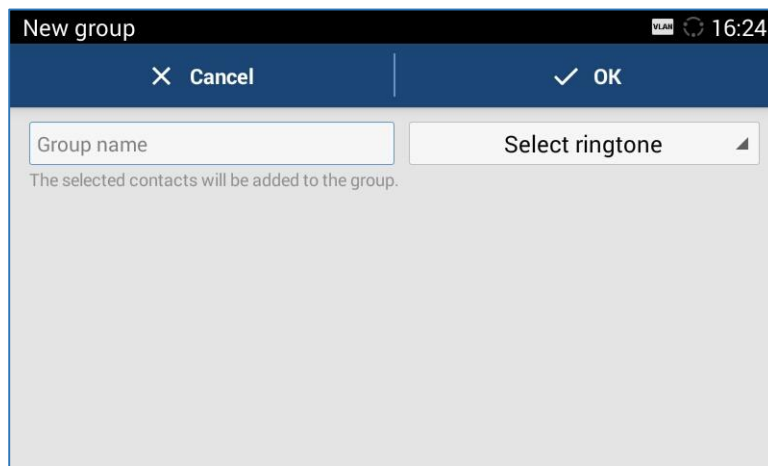 New group VLAN 16:24
Cancel OK
Group name Select ringtone
The selected contacts will be added to the group.